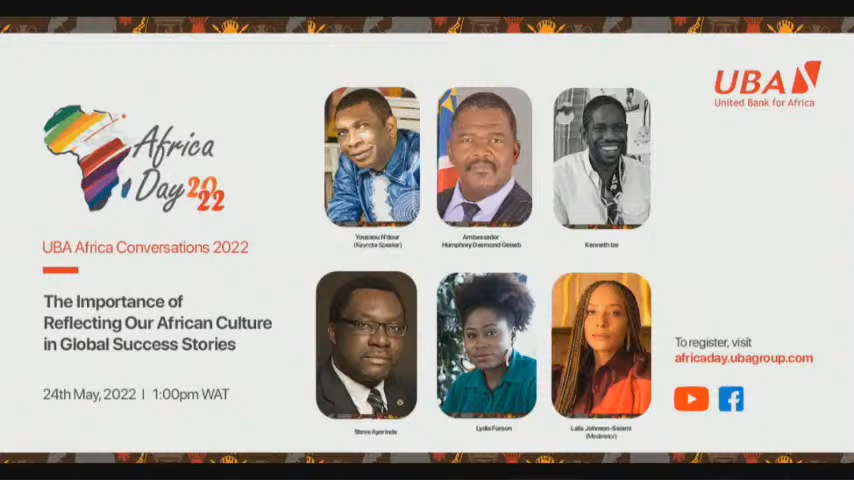 UBA
United Bank for Africa
Africa
Day 2022
UBA Africa Conversations 2022
The Importance of
Reflecting Our African Culture
in Global Success Stories
24th May, 2022 I 1:00pm WAT
Youssou N'dour
(Keynote Speaker)
Ambassador
Humphrey Desmond Geiseb
Kenneth Ize
Steve Ayorinde
Lydia Forson
Laila Johnson-Salami
(Moderator)
To register, visit
africaday.ubagroup.com